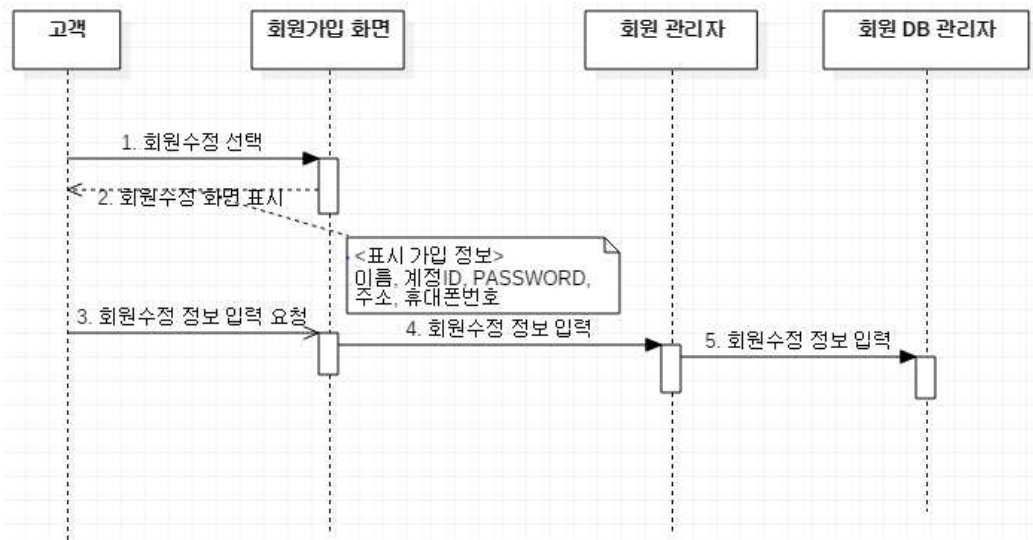 고객
회원가입 화면
회원 관리자
회원 DB 관리자
1. 회원수정 선택
2. 회원수정 화면 표시
<표시 가입 정보>
이름, 계정ID, PASSWORD,
주소, 휴대폰번호
3. 회원수정 정보 입력 요청
4. 회원수정 정보 입력
5. 회원수정 정보 입력